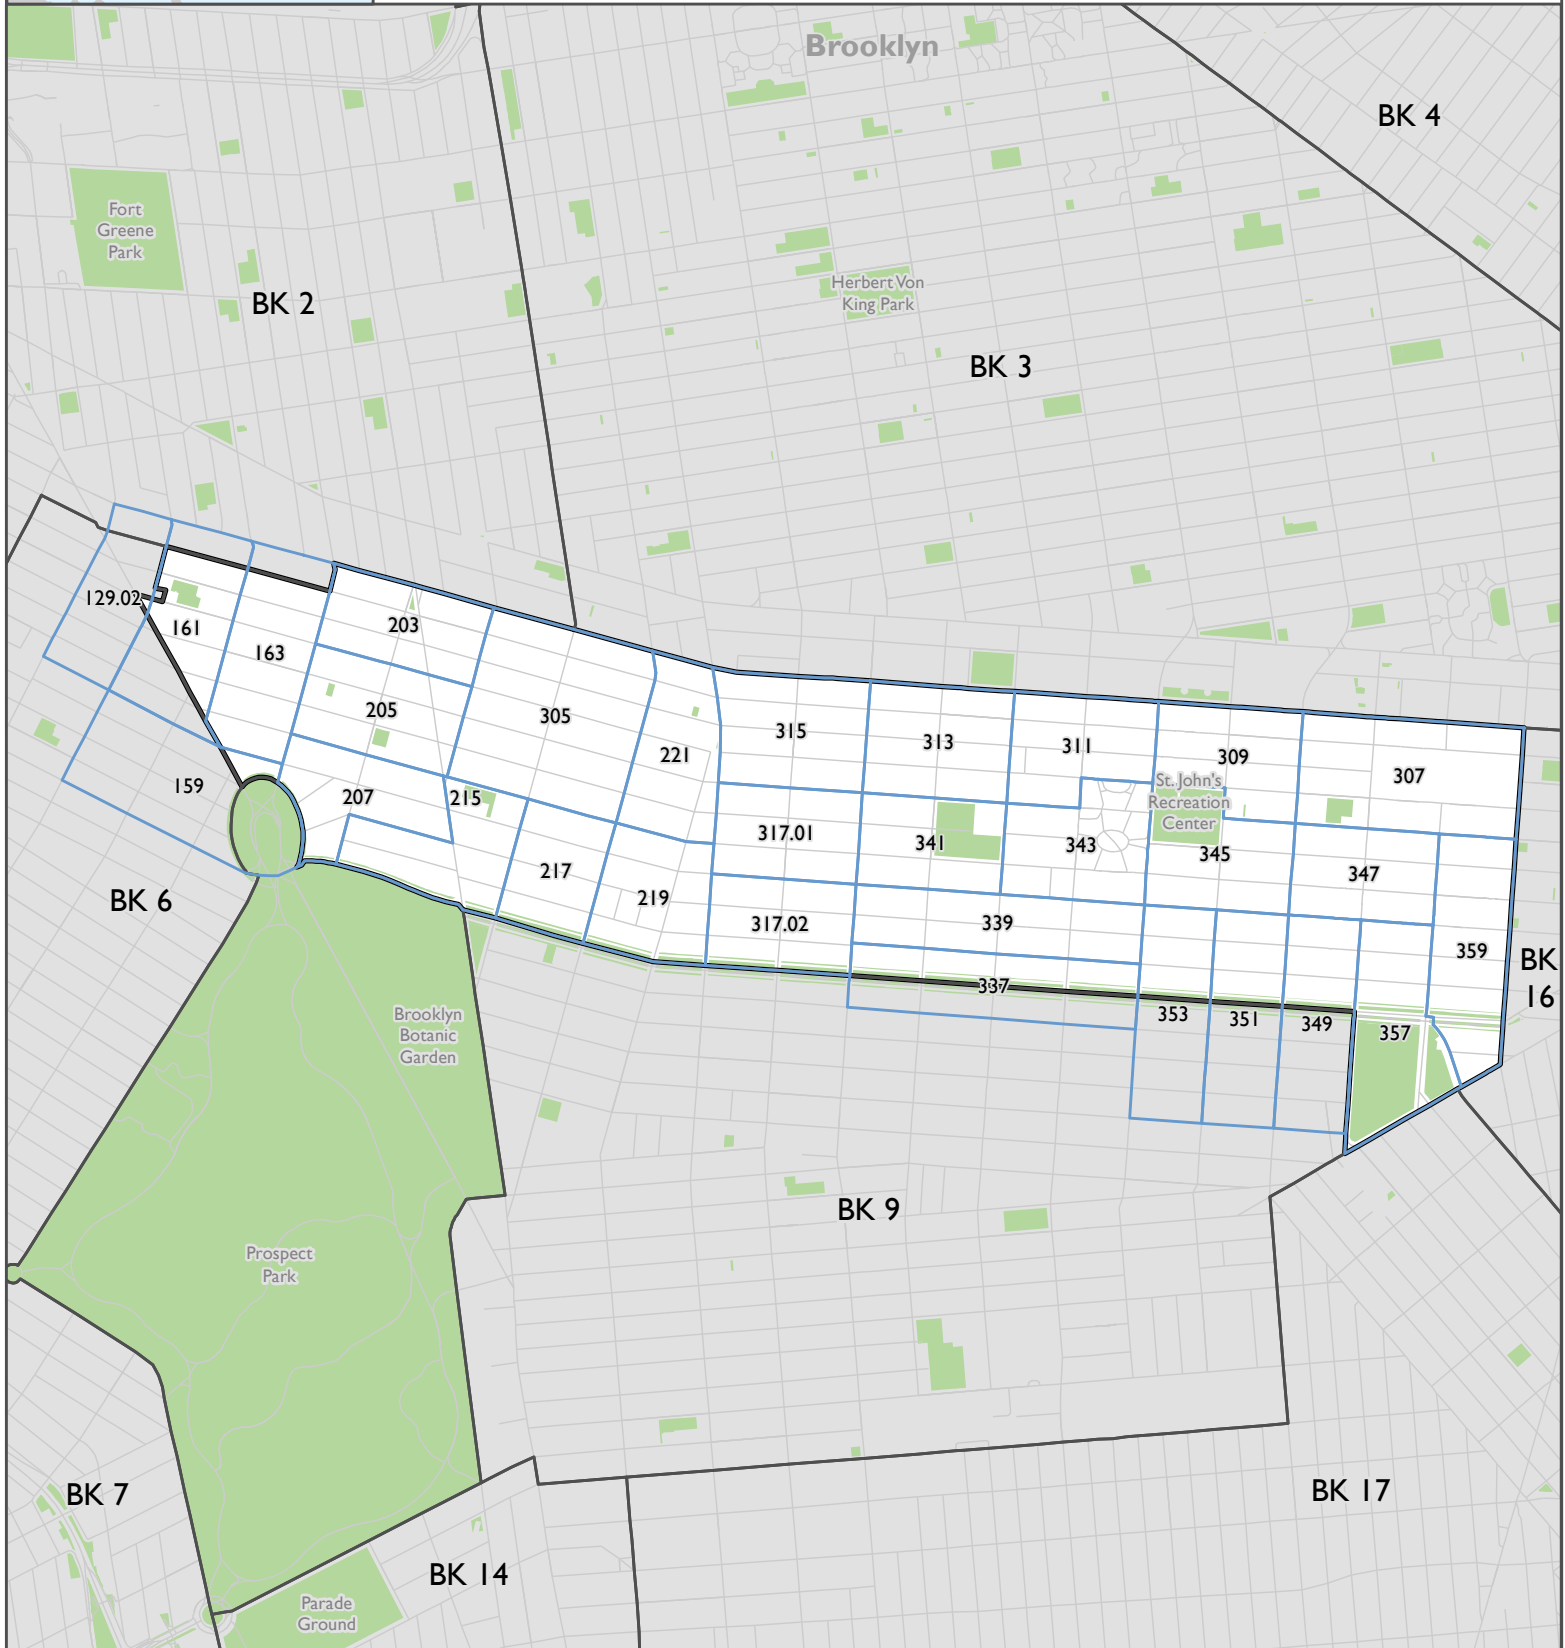 Brooklyn
BK 4
Fort
Greene
Park
BK 2
Herbert Von
King Park
BK 3
129.02
161
163
203
205
305
221
315
313
311
309
307
St. John's
Recreation
Center
159
207
215
317.01
341
343
345
347
217
219
317.02
339
359
BK 6
BK
16
337
353
351
349
357
Brooklyn
Botanic
Garden
BK 9
Prospect
Park
BK 7
BK 17
BK 14
Parade
Ground